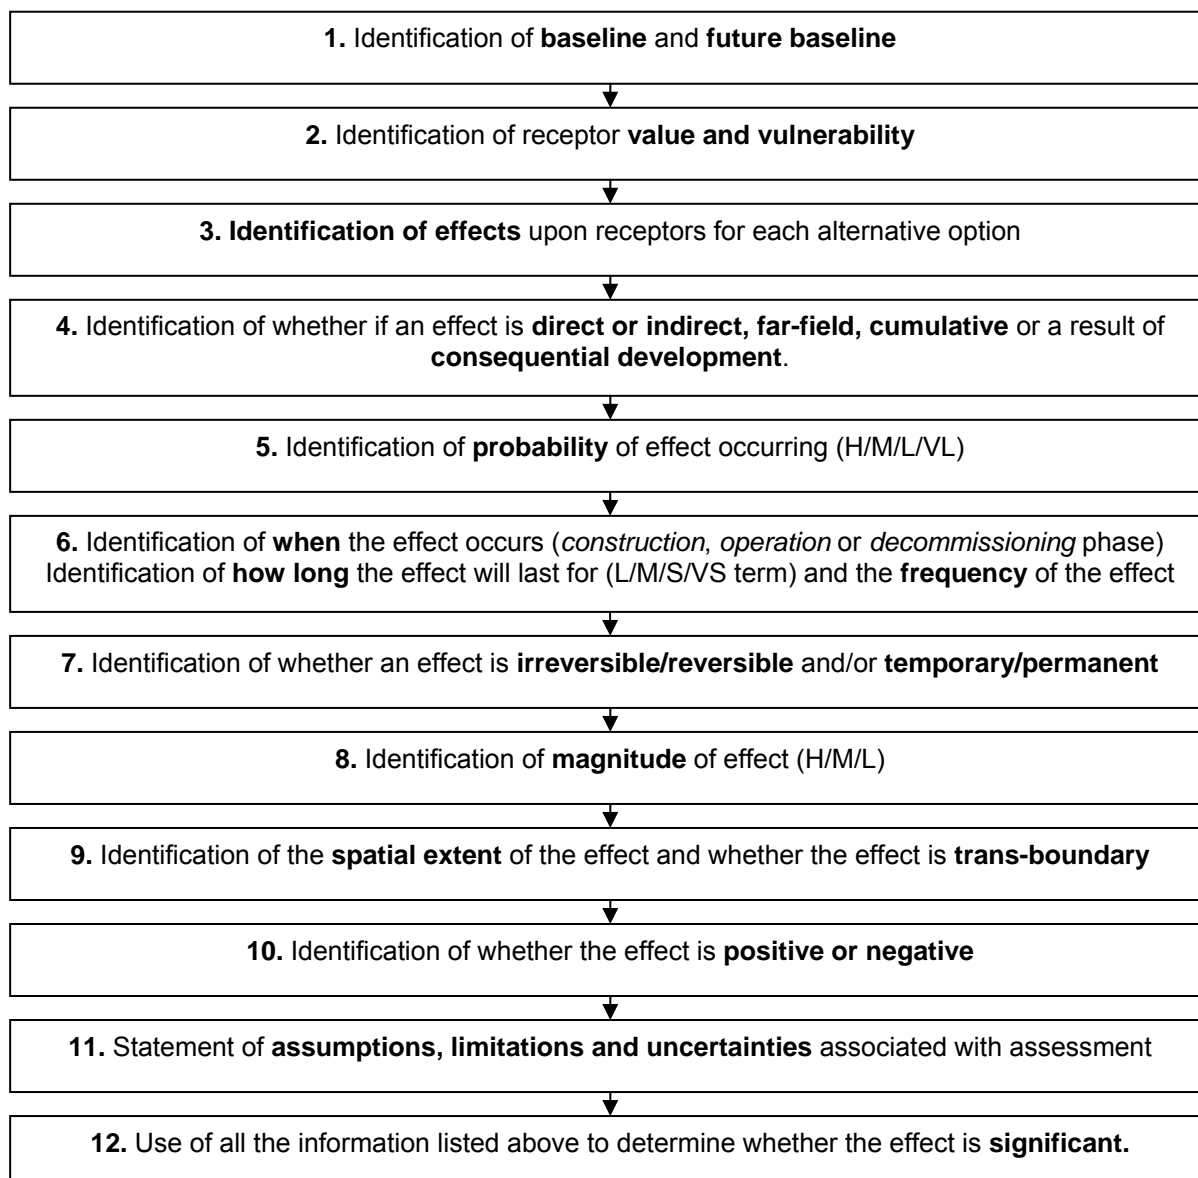 1. Identification of baseline and future baseline
2. Identification of receptor value and vulnerability
3. Identification of effects upon receptors for each alternative option
4. Identification of whether if an effect is direct or indirect, far-field, cumulative or a result of
consequential development.
5. Identification of probability of effect occurring (H/M/L/VL)
6. Identification of when the effect occurs (construction, operation or decommissioning phase)
Identification of how long the effect will last for (L/M/S/VS term) and the frequency of the effect
7. Identification of whether an effect is irreversible/reversible and/or temporary/permanent
8. Identification of magnitude of effect (H/M/L)
9. Identification of the spatial extent of the effect and whether the effect is trans-boundary
10. Identification of whether the effect is positive or negative
11. Statement of assumptions, limitations and uncertainties associated with assessment
12. Use of all the information listed above to determine whether the effect is significant.